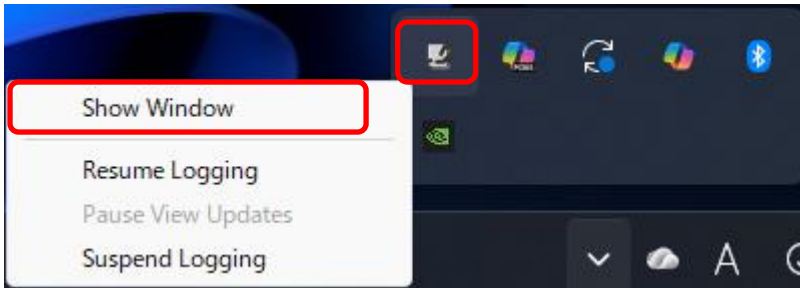 Show Window
Resume Logging
Pause View Updates
Suspend Logging
A